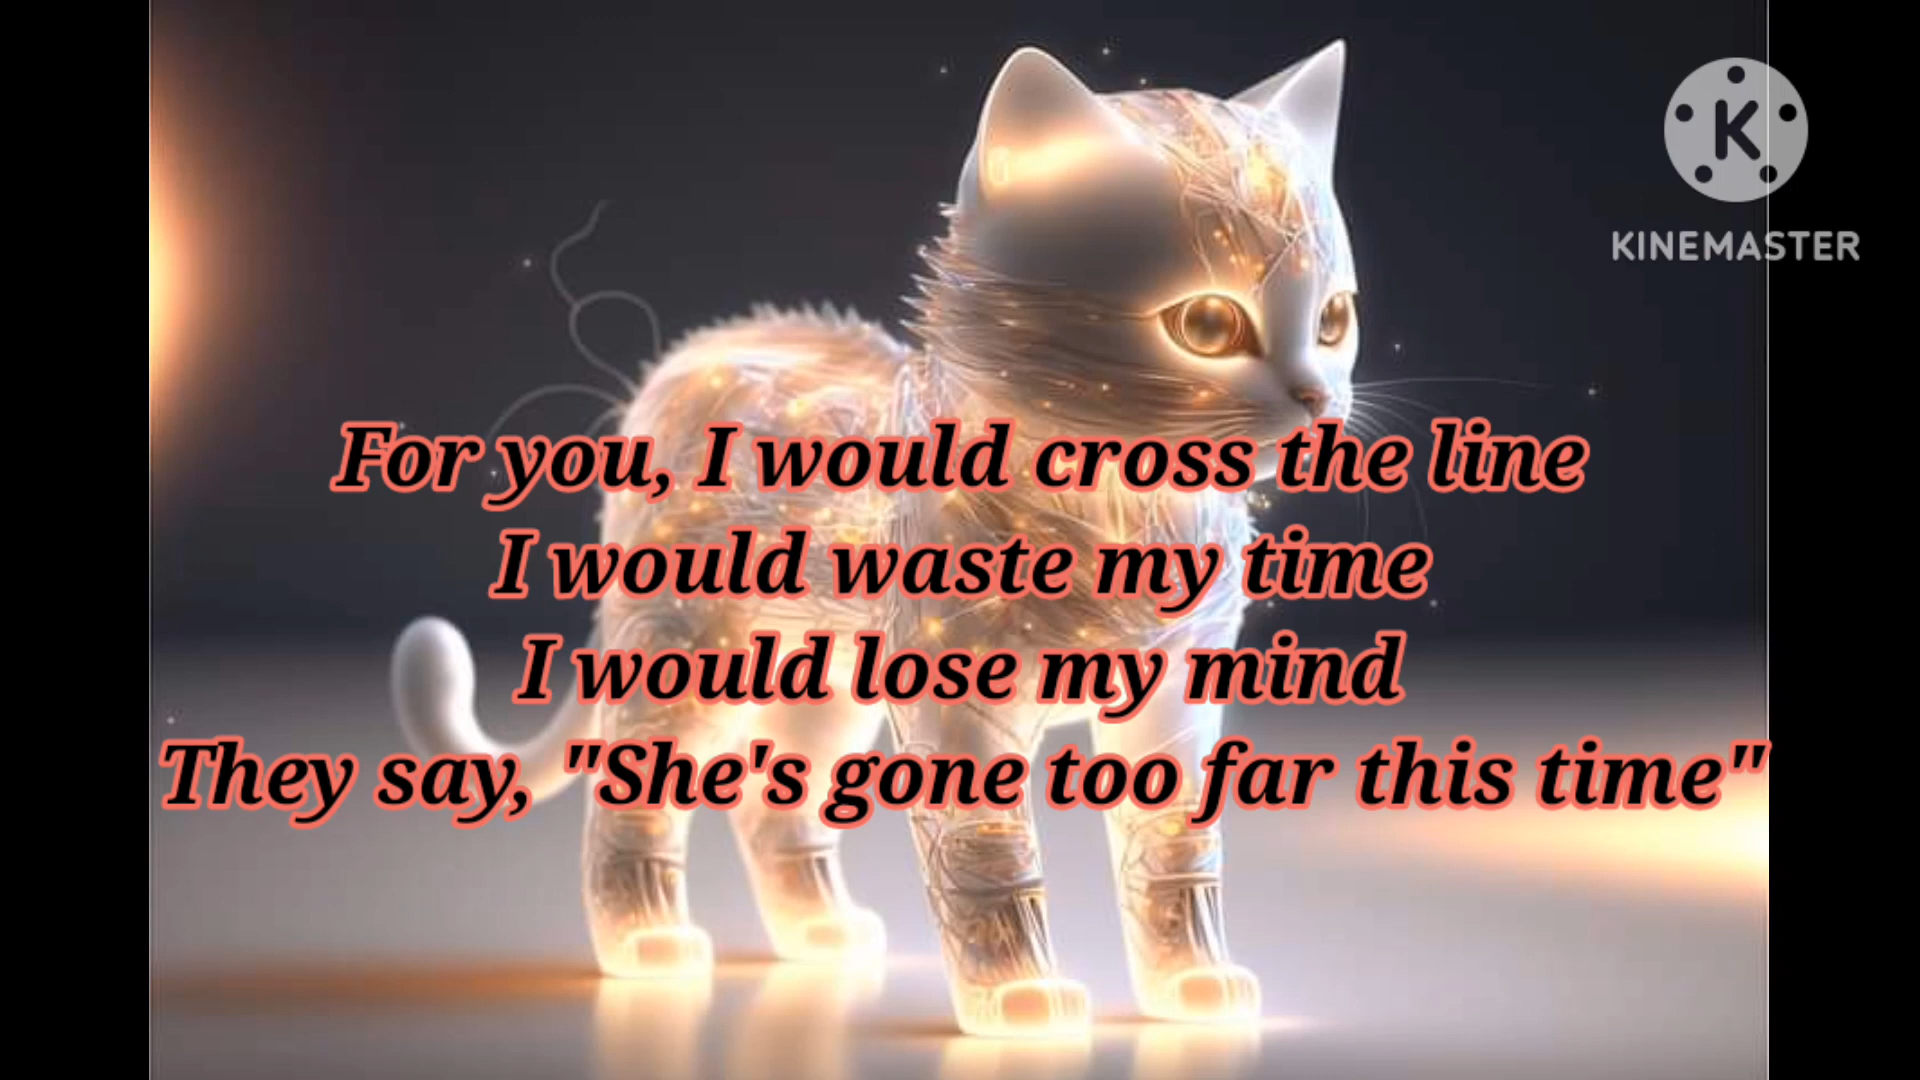 K
KINEMASTER
For you, I would cross the line
I would waste my time
I would lose my mind
They say, "She's gone too far this time"